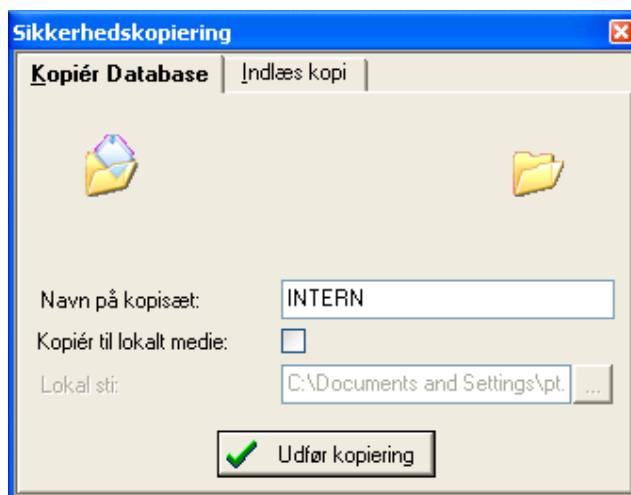 Sikkerhedskopiering
Kopiér Database Indlæs kopi
Navn på kopisæt: INTERN
Kopiér til lokalt medie:
Lokal sti: C:\Documents and Settings\pt. ...
Udfør kopiering